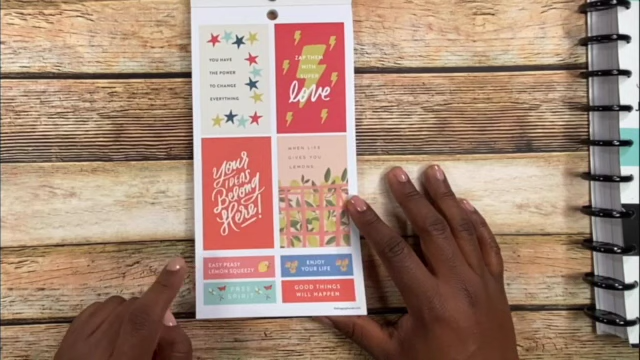 YOU HAVE
THE POWER
TO CHANGE
EVERYTHING
ZAP THEM
WITH
SUPER
love
Your
IDEAS
Belong
Here!
WHEN LIFE
GIVES YOU
LEMONS
EASY PEASY
LEMON SQUEEZY
ENJOY
YOUR LIFE
FREE
SPIRIT
GOOD THINGS
WILL HAPPEN